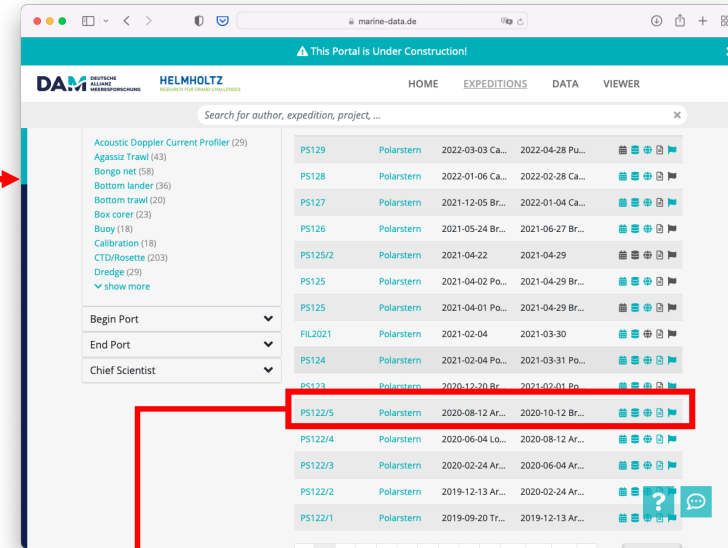 marine-data.de
This Portal is Under Construction!
DAM DEUTSCHE ALLIANZ MEERESFORSCHUNG
HELMHOLTZ
RESEARCH FOR GRAND CHALLENGES
HOME EXPEDITIONS DATA VIEWER
Search for author, expedition, project, ...
Acoustic Doppler Current Profiler (29)
Agassiz Trawl (43)
Bongo net (58)
Bottom lander (36)
Bottom trawl (20)
Box corer (23)
Buoy (18)
Calibration (18)
CTD/Rosette (203)
Dredge (29)
show more
Begin Port
End Port
Chief Scientist
PS129 Polarstern 2022-03-03 Ca... 2022-04-28 Pu...
PS128 Polarstern 2022-01-06 Ca... 2022-02-28 Ca...
PS127 Polarstern 2021-12-05 Br... 2022-01-04 Ca...
PS126 Polarstern 2021-05-24 Br... 2021-06-27 Br...
PS125/2 Polarstern 2021-04-22 2021-04-29
PS125 Polarstern 2021-04-02 Po... 2021-04-29 Br...
PS125 Polarstern 2021-04-01 Po... 2021-04-29 Br...
FIL2021 Polarstern 2021-02-04 2021-03-30
PS124 Polarstern 2021-02-04 Po... 2021-03-31 Po...
PS123 Polarstern 2020-12-20 Br... 2021-02-01 Po...
PS122/5 Polarstern 2020-08-12 Ar... 2020-10-12 Br...
PS122/4 Polarstern 2020-06-04 Lo... 2020-08-12 Ar...
PS122/3 Polarstern 2020-02-24 Ar... 2020-06-04 Ar...
PS122/2 Polarstern 2019-12-13 Ar... 2020-02-24 Ar...
PS122/1 Polarstern 2019-09-20 Tr... 2019-12-13 Ar...
?